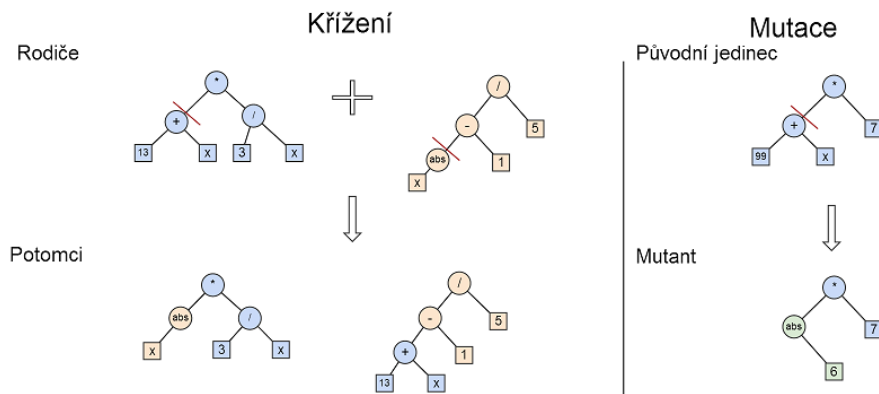 Křížení
Mutace
Rodiče
Původní jedinec
*
+
/
13
x
3
x
/
-
5
abs
1
x
*
+
7
99
x
Potomci
Mutant
*
abs
/
x
3
x
/
-
5
+
1
13
x
*
abs
7
6